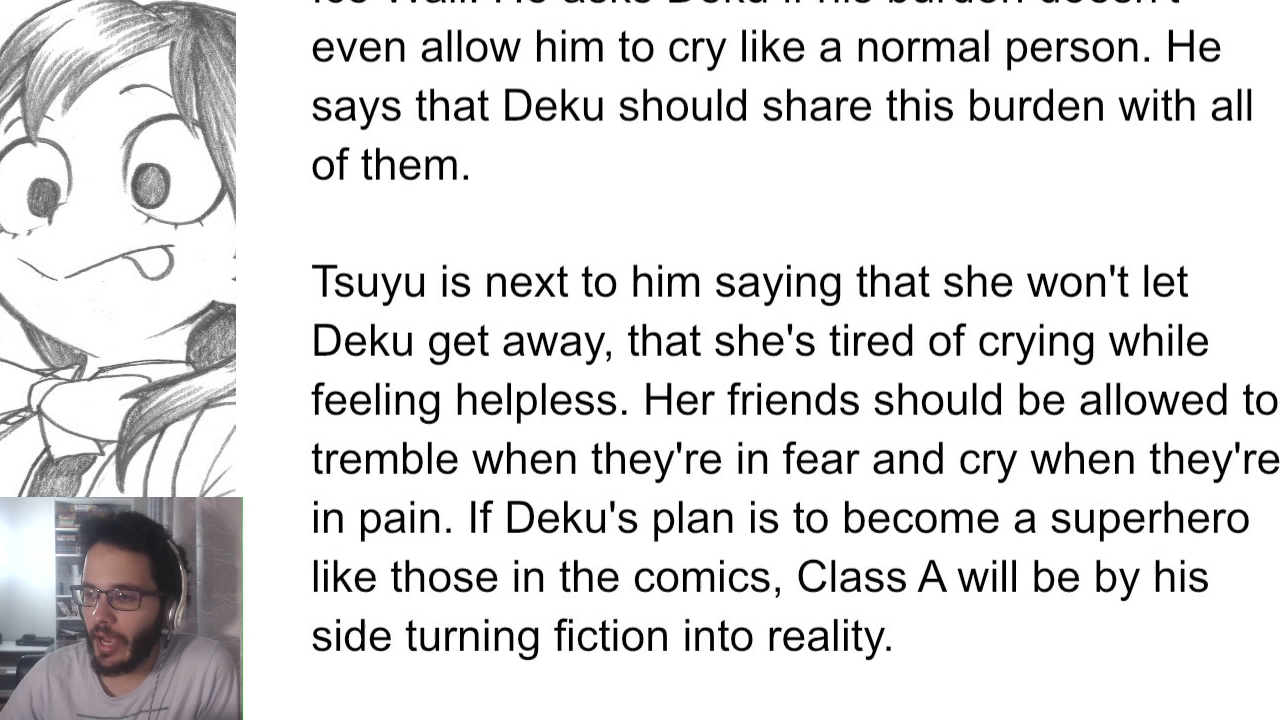 even allow him to cry like a normal person. He
says that Deku should share this burden with all
of them.
Tsuyu is next to him saying that she won't let
Deku get away, that she's tired of crying while
feeling helpless. Her friends should be allowed to
tremble when they're in fear and cry when they're
in pain. If Deku's plan is to become a superhero
like those in the comics, Class A will be by his
side turning fiction into reality.